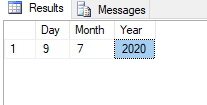 Results Messages
Day Month Year
1 9 7 2020